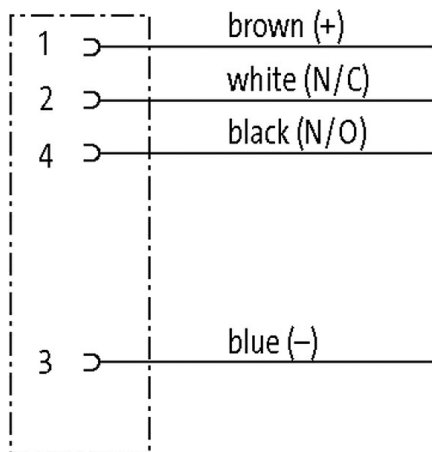 1 brown (+)
2 white (N/C)
4 black (N/O)
3 blue (–)